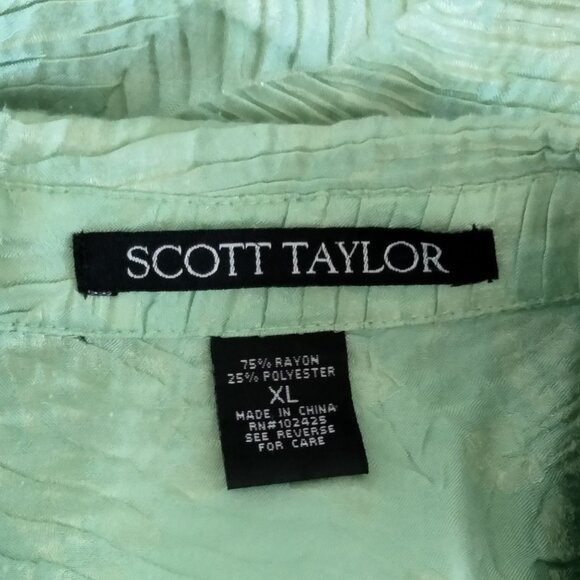 SCOTT TAYLOR
75% RAYON
25% POLYESTER
XL
MADE IN CHINA
RN#102425
SEE REVERSE
FOR CARE